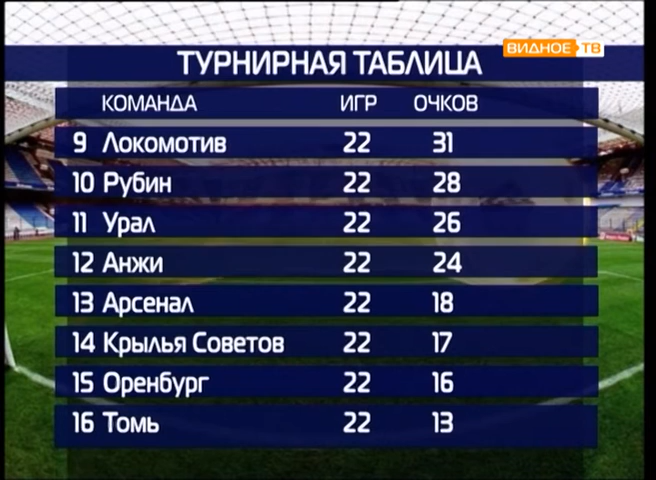 ВИДНОЕ ТВ
ТУРНИРНАЯ ТАБЛИЦА
КОМАНДА ИГР ОЧКОВ
9 Локомотив 22 31
10 Рубин 22 28
11 Урал 22 26
12 Анжи 22 24
13 Арсенал 22 18
14 Крылья Советов 22 17
15 Оренбург 22 16
16 Томь 22 13